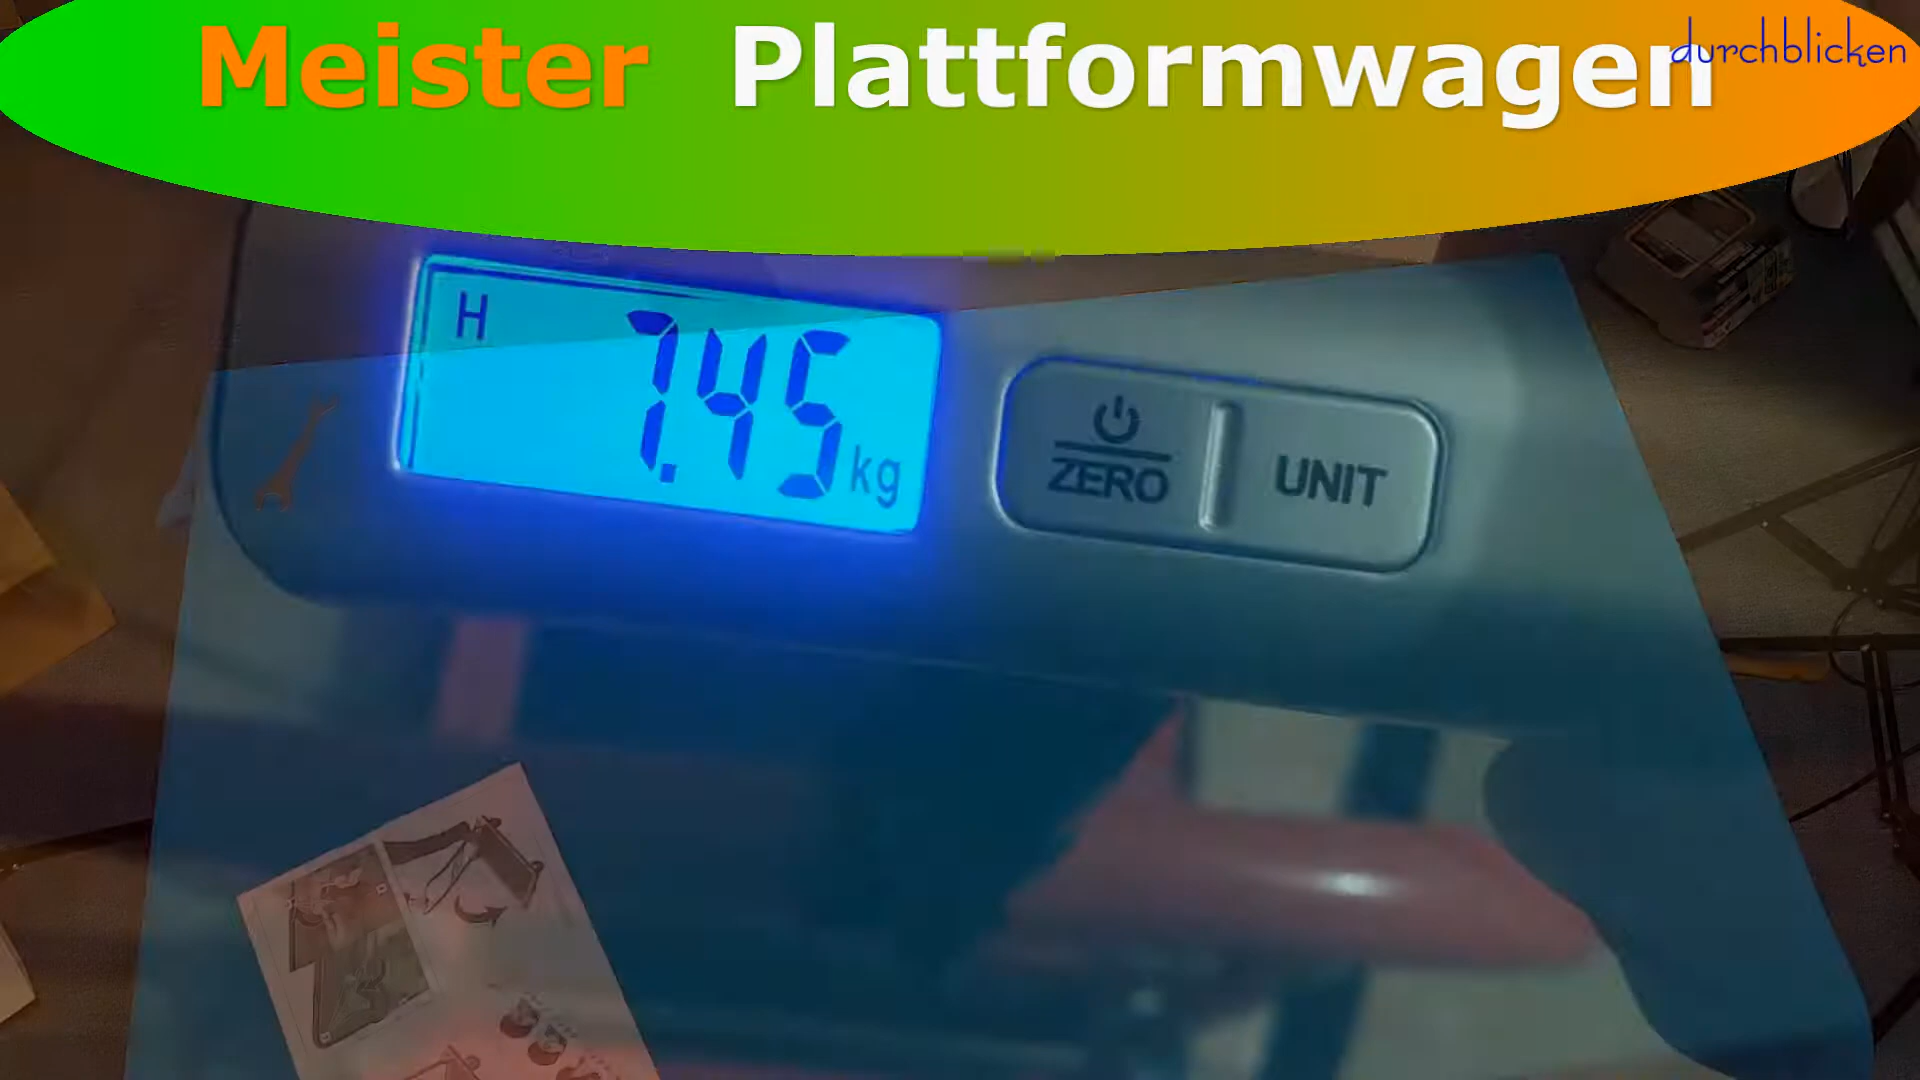 Meister Plattformwagen
durchblicken
H
7.45 kg
ZERO
UNIT